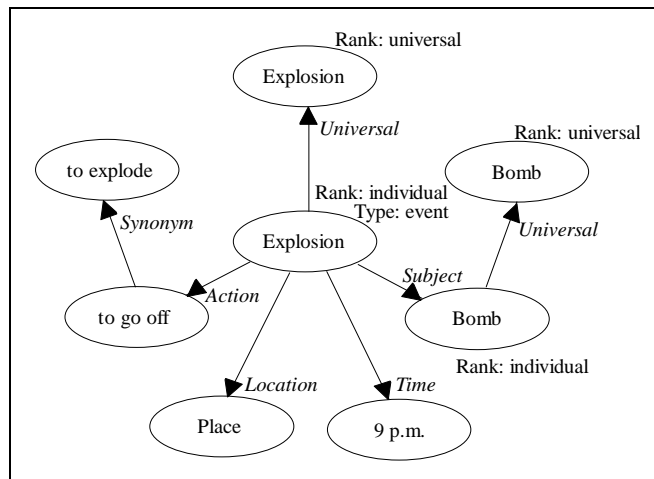 Rank: universal
Explosion
Universal
Rank: universal
to explode
Bomb
Rank: individual
Type: event
Synonym
Universal
Explosion
Subject
Action
to go off
Bomb
Rank: individual
Location
Time
Place
9 p.m.